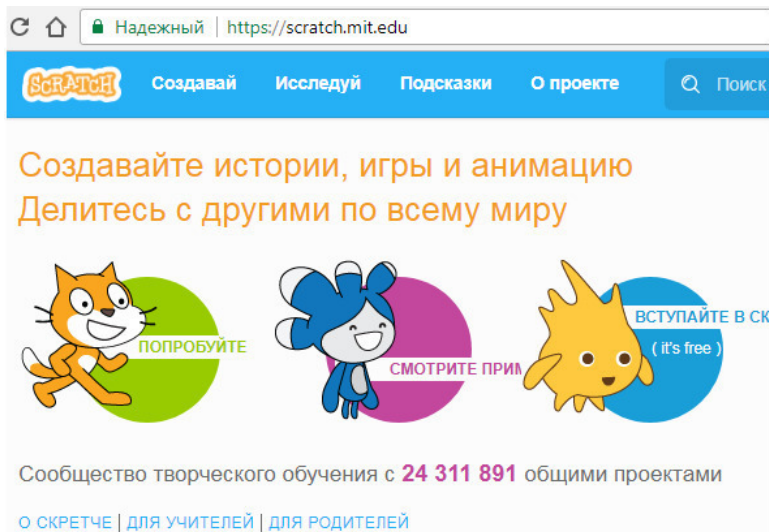 Надежный | https://scratch.mit.edu
SCRATCH Создавай Исследуй Подсказки О проекте Поиск
Создавайте истории, игры и анимацию
Делитесь с другими по всему миру
ПОПРОБУЙТЕ
СМОТРИТЕ ПРИМ
ВСТУПАЙТЕ В СК
( it's free )
Сообщество творческого обучения с 24 311 891 общими проектами
О СКРЕТЧЕ | ДЛЯ УЧИТЕЛЕЙ | ДЛЯ РОДИТЕЛЕЙ